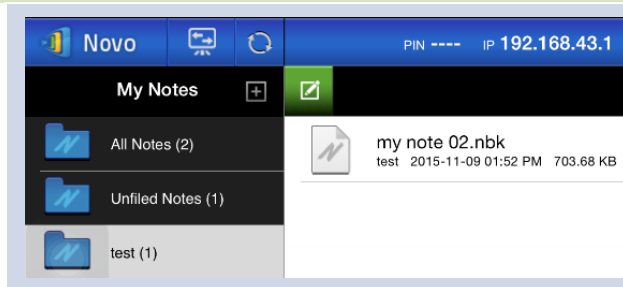 Novo
PIN ---- IP 192.168.43.1
My Notes
All Notes (2)
Unfiled Notes (1)
test (1)
my note 02.nbk
test 2015-11-09 01:52 PM 703.68 KB